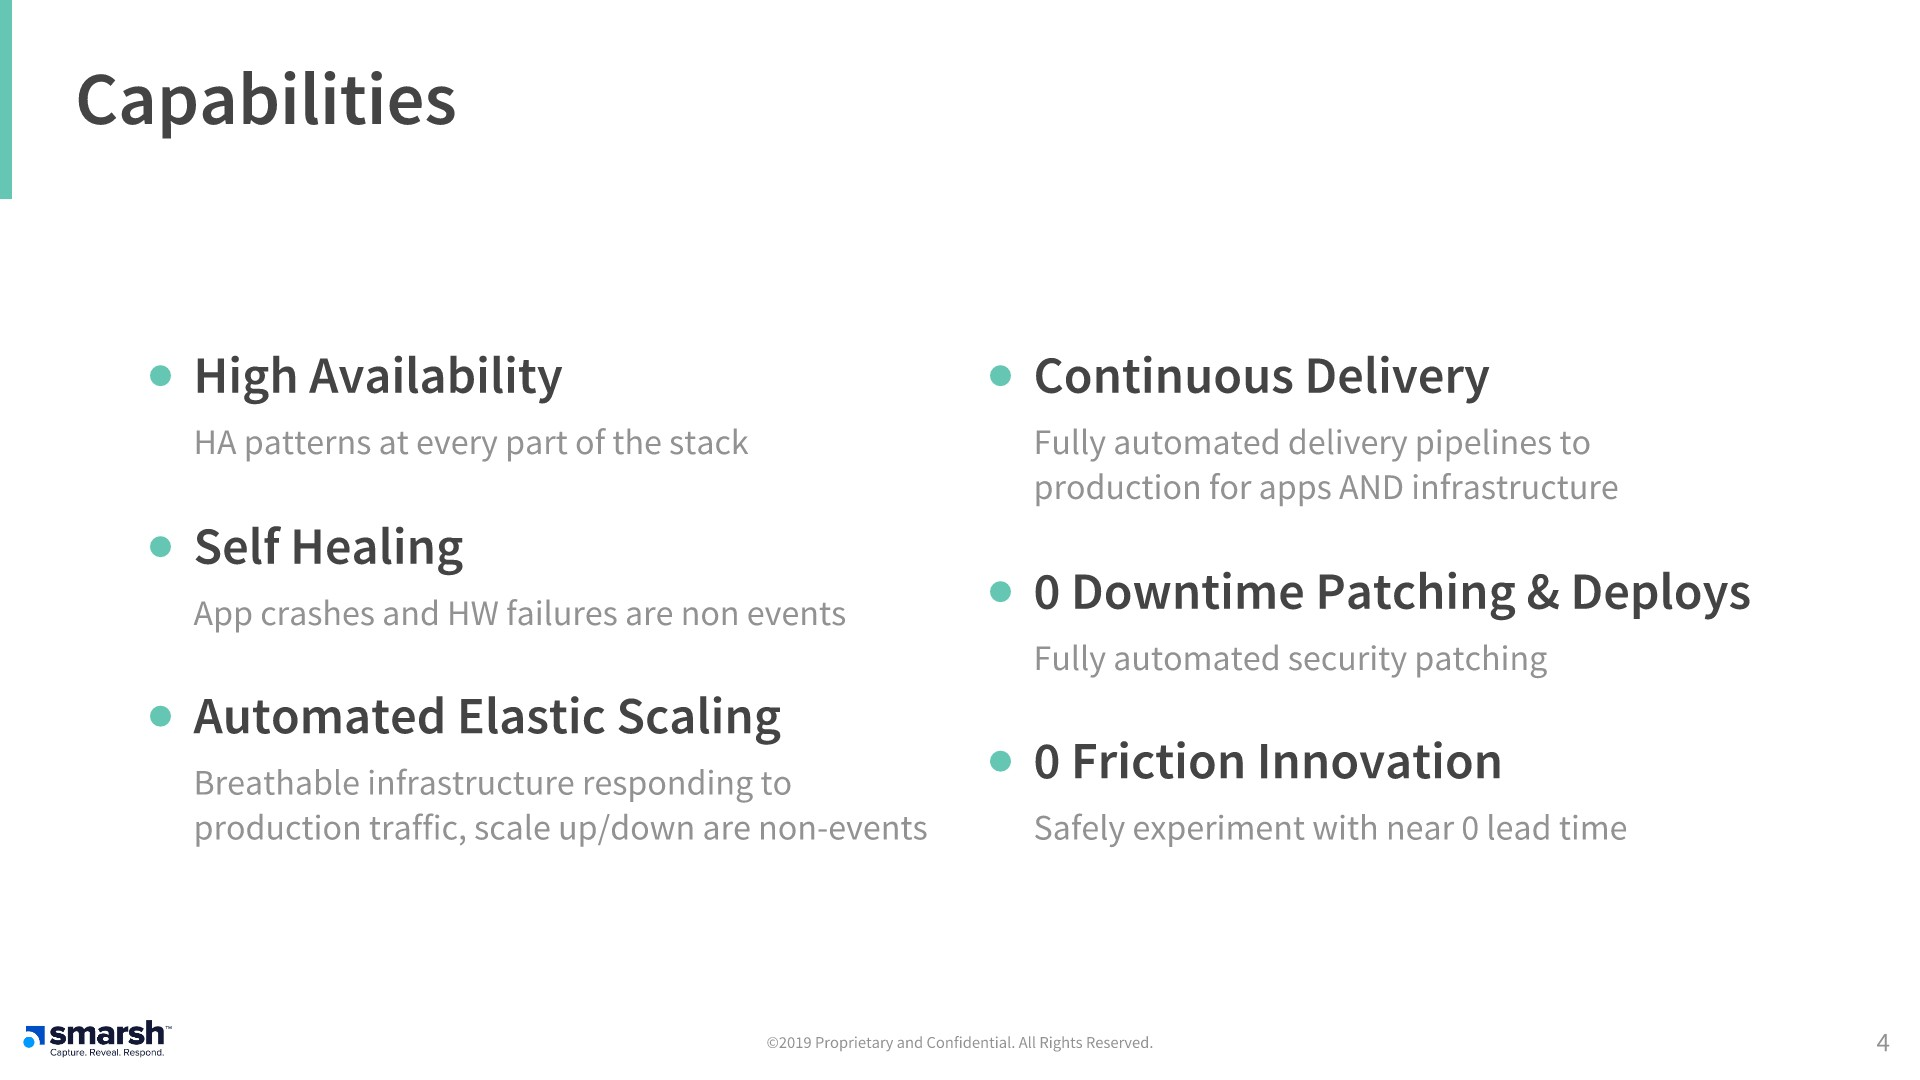 Capabilities
High Availability
HA patterns at every part of the stack
Self Healing
App crashes and HW failures are non events
Automated Elastic Scaling
Breathable infrastructure responding to
production traffic, scale up/down are non-events
Continuous Delivery
Fully automated delivery pipelines to
production for apps AND infrastructure
0 Downtime Patching & Deploys
Fully automated security patching
0 Friction Innovation
Safely experiment with near 0 lead time
smarsh™
Capture. Reveal. Respond.
©2019 Proprietary and Confidential. All Rights Reserved.
4